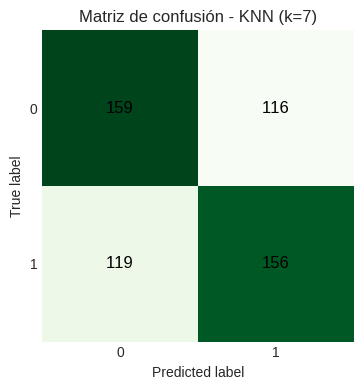 Matriz de confusión - KNN (k=7)
True label
0
159
116
1
119
156
0
1
Predicted label